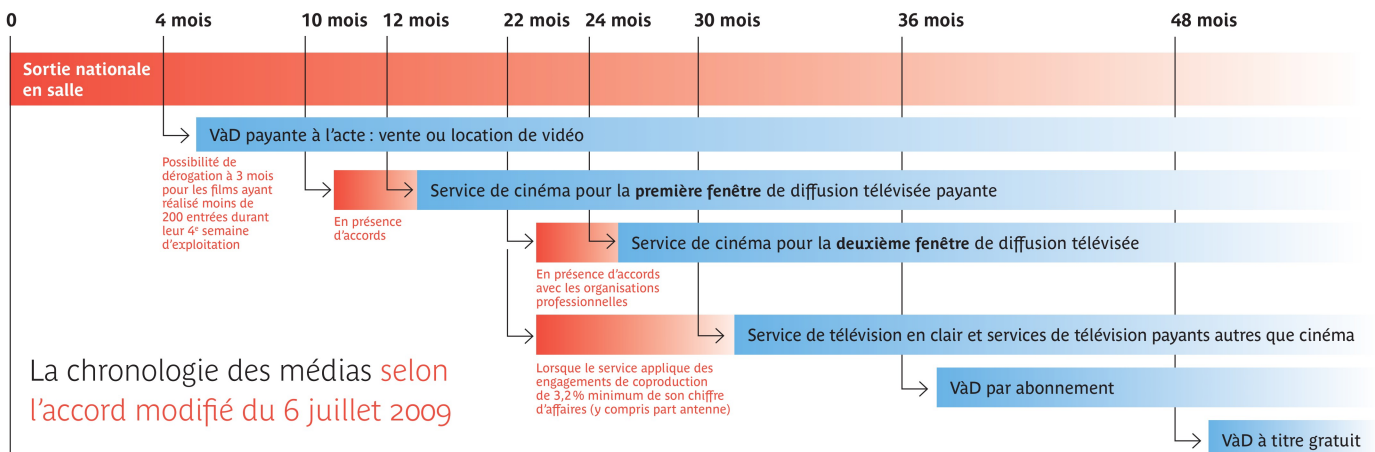 0 4 mois 10 mois 12 mois 22 mois 24 mois 30 mois 36 mois 48 mois
Sortie nationale
en salle
VàD payante à l'acte : vente ou location de vidéo
Possibilité de
dérogation à 3 mois
pour les films ayant
réalisé moins de
200 entrées durant
leur 4e semaine
d'exploitation
Service de cinéma pour la première fenêtre de diffusion télévisée payante
En présence
d'accords
Service de cinéma pour la deuxième fenêtre de diffusion télévisée
En présence d'accords
avec les organisations
professionnelles
Service de télévision en clair et services de télévision payants autres que cinéma
Lorsque le service applique des
engagements de coproduction
de 3,2 % minimum de son chiffre
d'affaires (y compris part antenne)
VàD par abonnement
VàD à titre gratuit
La chronologie des médias selon
l'accord modifié du 6 juillet 2009